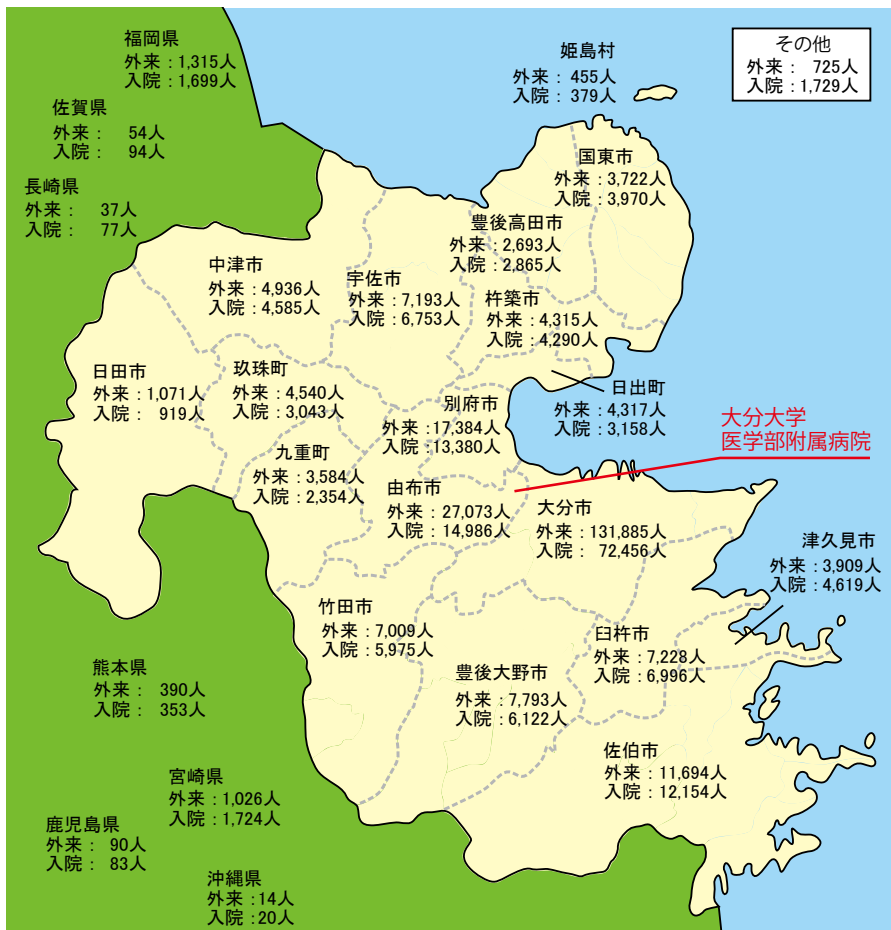 福岡県
外来：1,315人
入院：1,699人
佐賀県
外来： 54人
入院： 94人
長崎県
外来： 37人
入院： 77人
姫島村
外来： 455人
入院： 379人
その他
外来： 725人
入院：1,729人
国東市
外来：3,722人
入院：3,970人
豊後高田市
外来：2,693人
入院：2,865人
中津市
外来：4,936人
入院：4,585人
宇佐市
外来：7,193人
入院：6,753人
杵築市
外来：4,315人
入院：4,290人
日田市
外来：1,071人
入院： 919人
玖珠町
外来：4,540人
入院：3,043人
別府市
外来：17,384人
入院：13,380人
日出町
外来：4,317人
入院：3,158人
大分大学
医学部附属病院
九重町
外来：3,584人
入院：2,354人
由布市
外来： 27,073人
入院： 14,986人
大分市
外来：131,885人
入院： 72,456人
津久見市
外来：3,909人
入院：4,619人
竹田市
外来：7,009人
入院：5,975人
臼杵市
外来：7,228人
入院：6,996人
豊後大野市
外来：7,793人
入院：6,122人
熊本県
外来： 390人
入院： 353人
佐伯市
外来：11,694人
入院：12,154人
宮崎県
外来：1,026人
入院：1,724人
鹿児島県
外来： 90人
入院： 83人
沖縄県
外来：14人
入院：20人